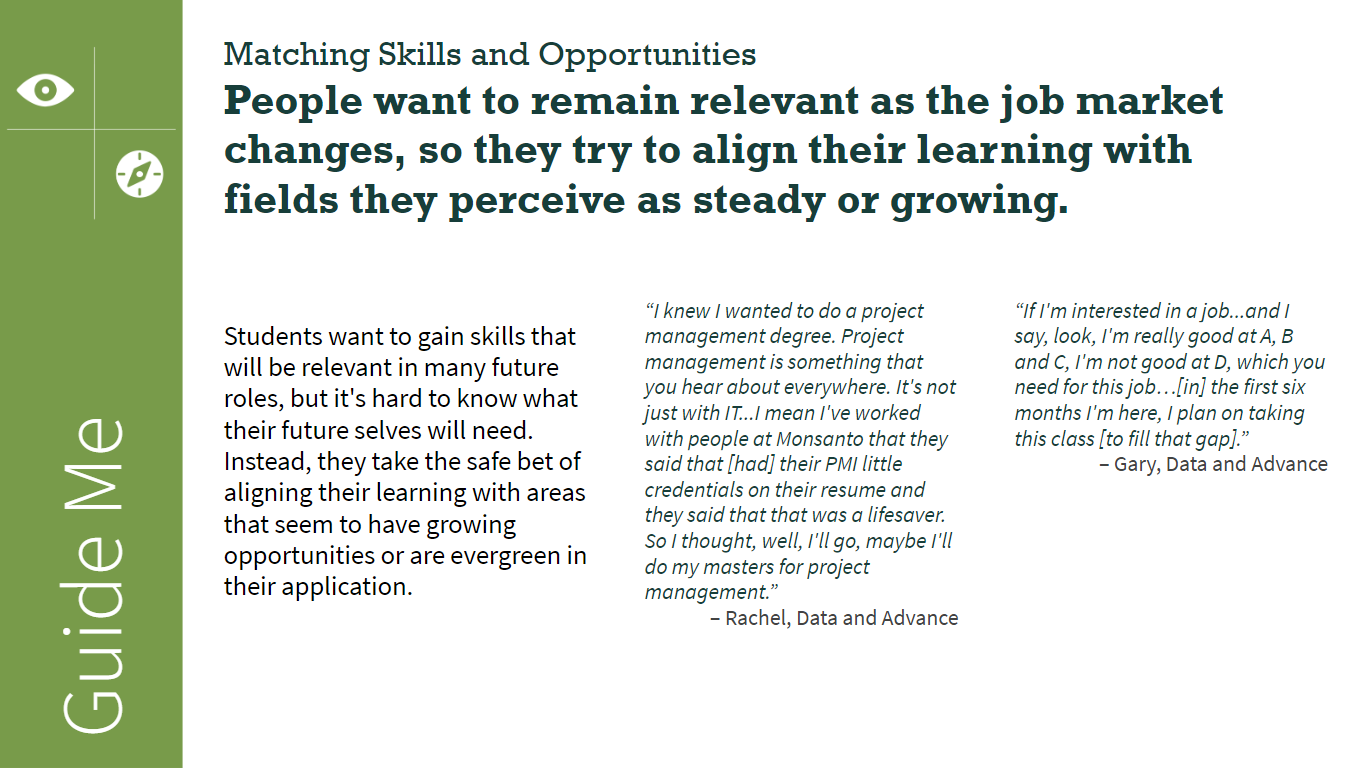 Matching Skills and Opportunities
People want to remain relevant as the job market
changes, so they try to align their learning with
fields they perceive as steady or growing.
Students want to gain skills that
will be relevant in many future
roles, but it's hard to know what
their future selves will need.
Instead, they take the safe bet of
aligning their learning with areas
that seem to have growing
opportunities or are evergreen in
their application.
“I knew I wanted to do a project
management degree. Project
management is something that
you hear about everywhere. It's not
just with IT...I mean I've worked
with people at Monsanto that they
said that [had] their PMI little
credentials on their resume and
they said that that was a lifesaver.
So I thought, well, I'll go, maybe I'll
do my masters for project
management.”
– Rachel, Data and Advance
“If I'm interested in a job...and I
say, look, I'm really good at A, B
and C, I'm not good at D, which you
need for this job…[in] the first six
months I'm here, I plan on taking
this class [to fill that gap].”
– Gary, Data and Advance
Guide Me